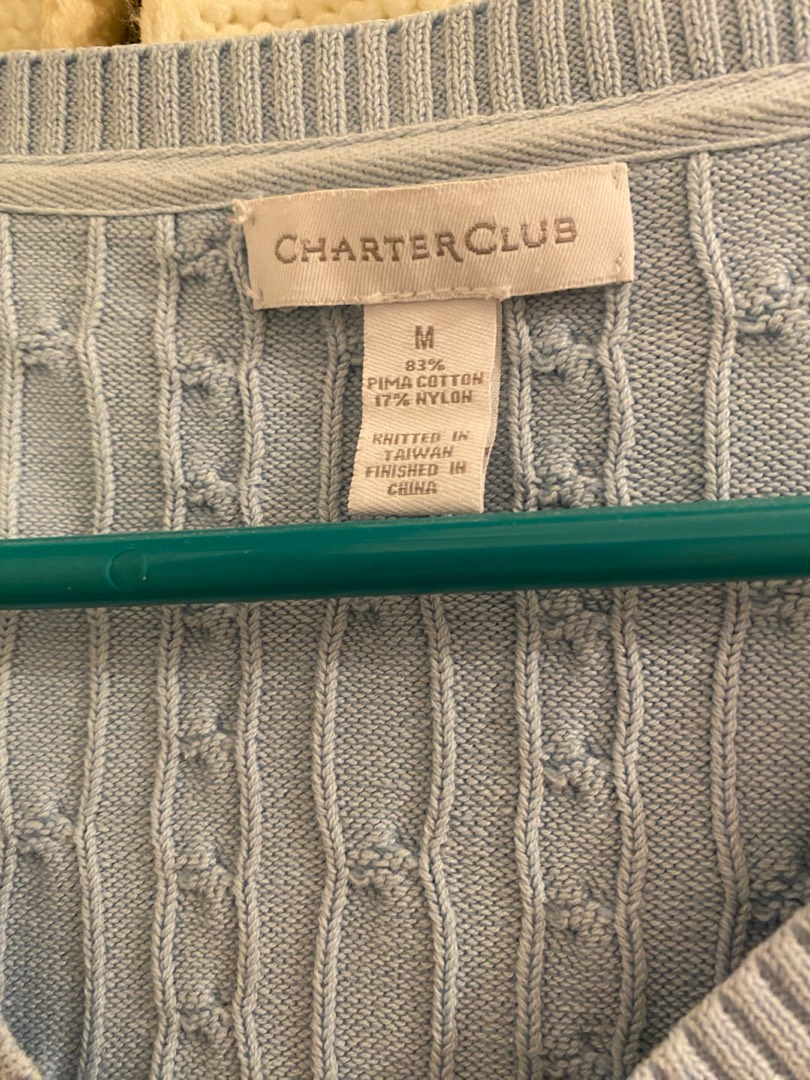 CHARTERCLUB
M
83%
PIMA COTTON
17% NYLON
KNITTED IN
TAIWAN
FINISHED IN
CHINA